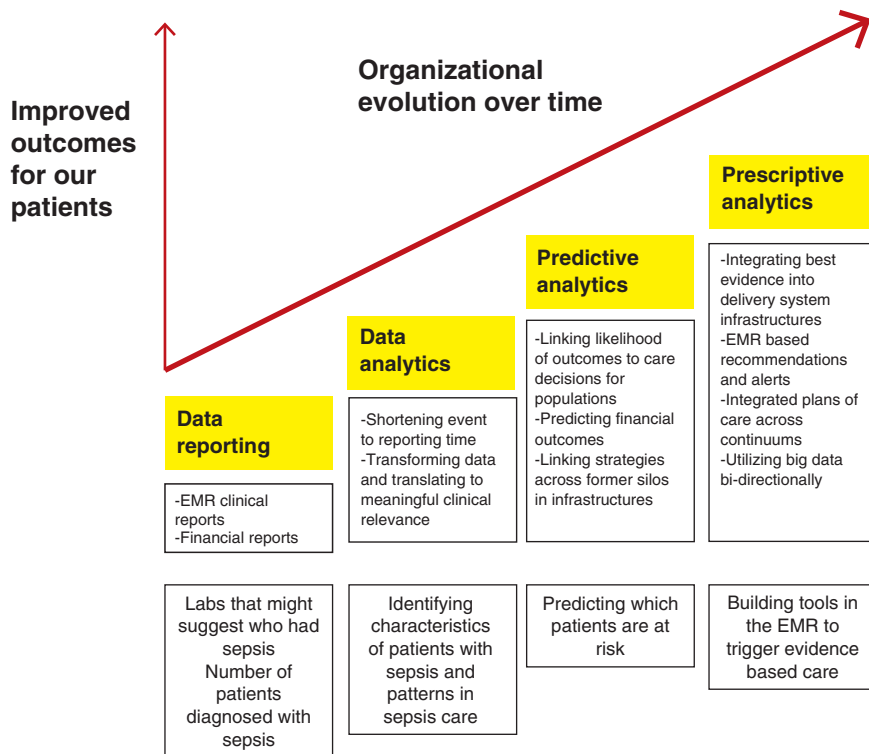 Improved
outcomes
for our
patients
Organizational
evolution over time
Data
reporting
-EMR clinical
reports
-Financial reports
Labs that might
suggest who had
sepsis
Number of
patients
diagnosed with
sepsis
Data
analytics
-Shortening event
to reporting time
-Transforming data
and translating to
meaningful clinical
relevance
Identifying
characteristics
of patients with
sepsis and
patterns in
sepsis care
Predictive
analytics
-Linking likelihood
of outcomes to care
decisions for
populations
-Predicting financial
outcomes
-Linking strategies
across former silos
in infrastructures
Predicting which
patients are at
risk
Prescriptive
analytics
-Integrating best
evidence into
delivery system
infrastructures
-EMR based
recommendations
and alerts
-Integrated plans of
care across
continuums
-Utilizing big data
bi-directionally
Building tools in
the EMR to
trigger evidence
based care